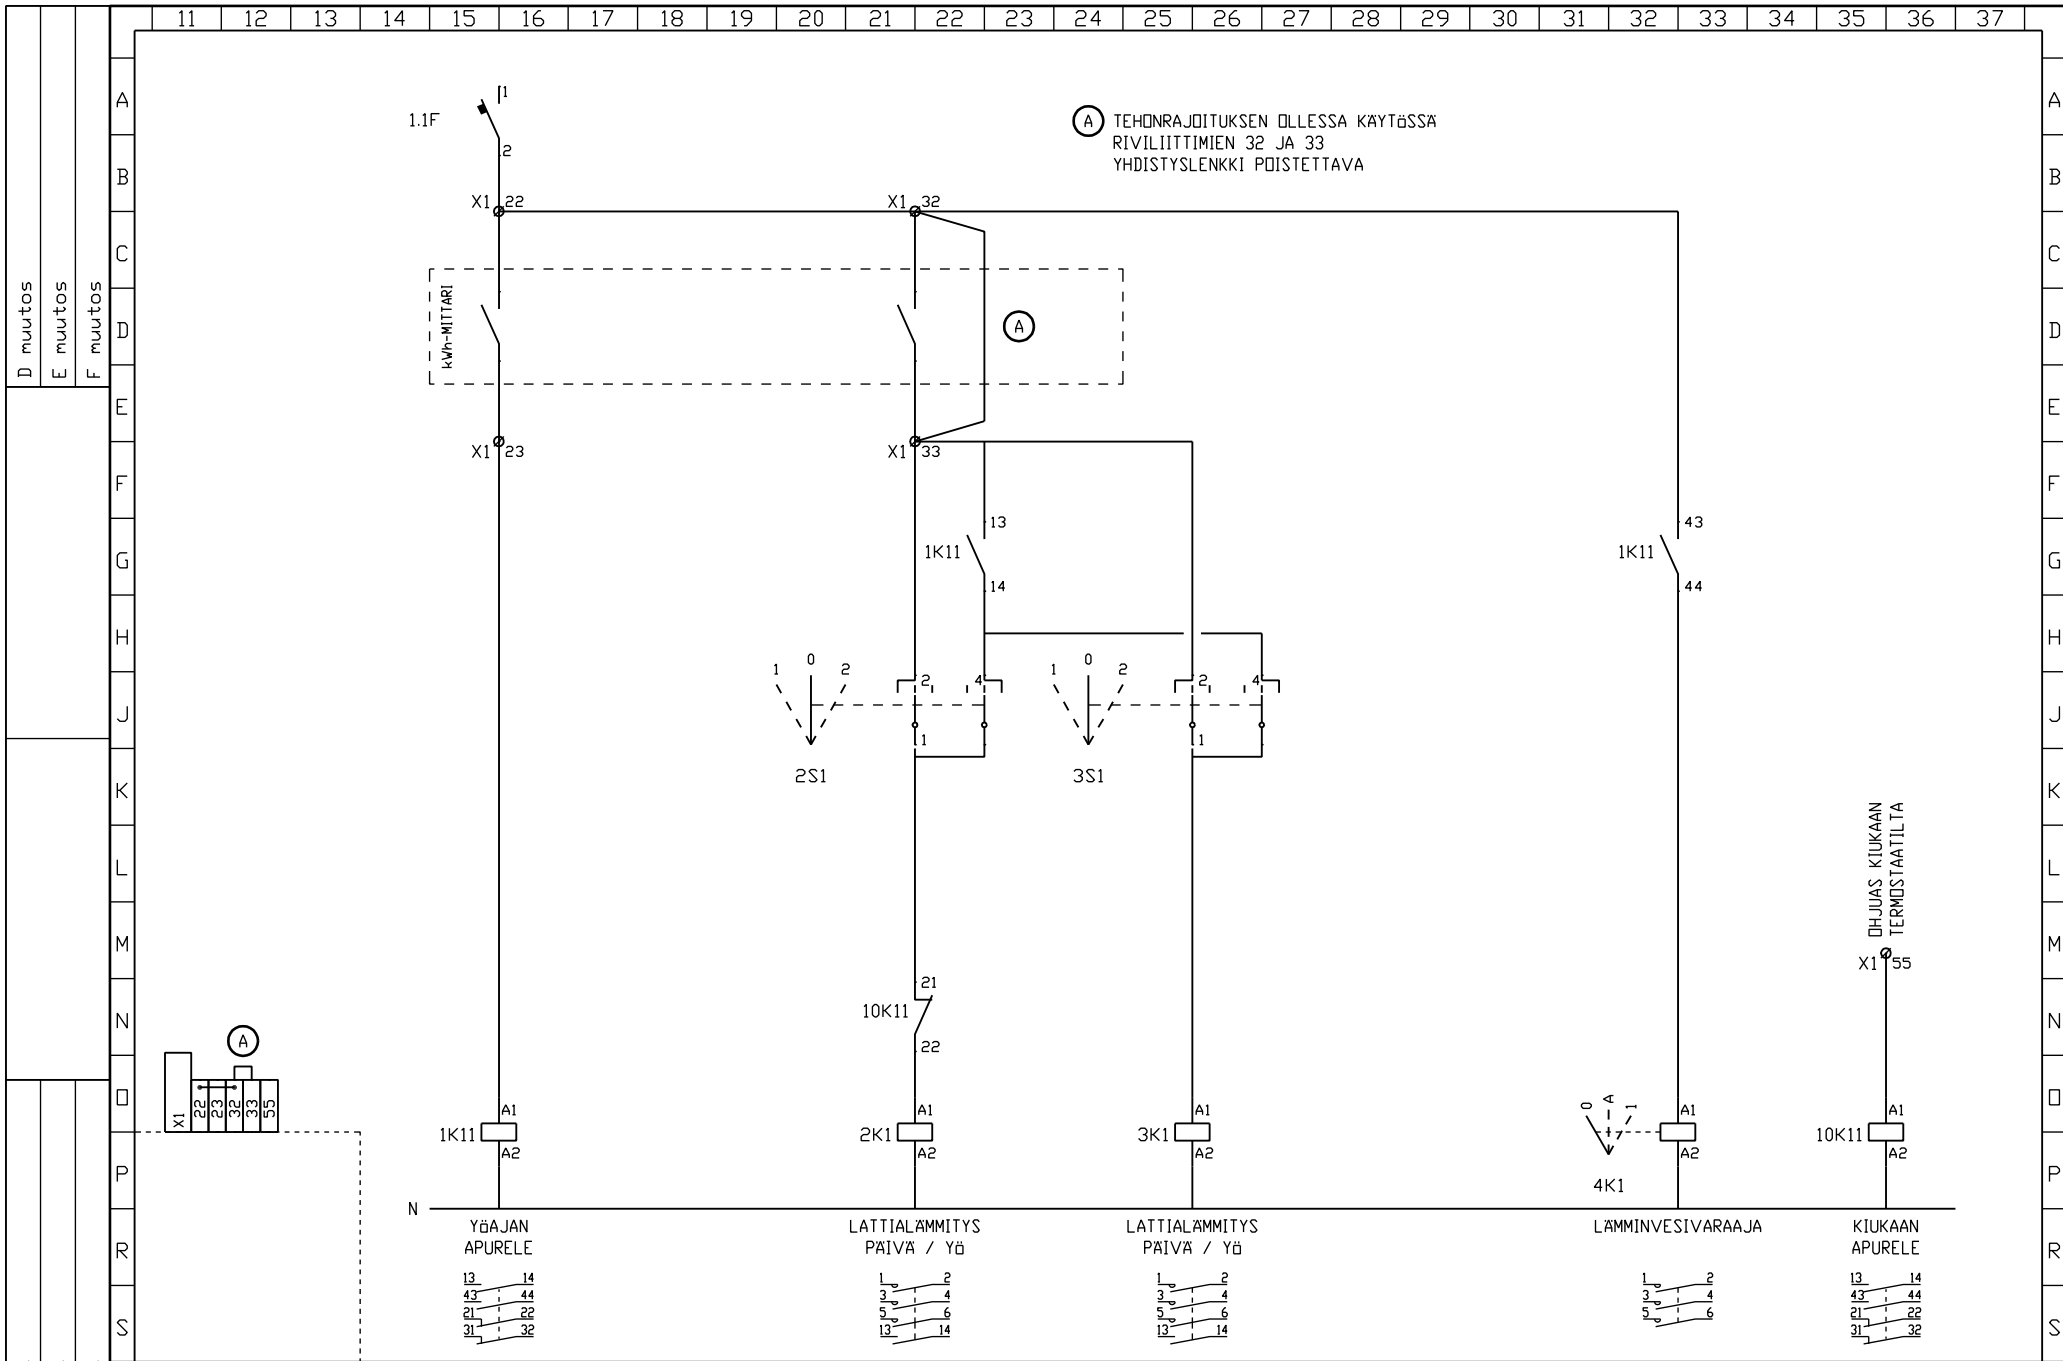 11 12 13 14 15 16 17 18 19 20 21 22 23 24 25 26 27 28 29 30 31 32 33 34 35 36 37
D muutos
E muutos
F muutos
A A
B B
C C
D D
E E
F F
G G
H H
J J
K K
L L
M M
N N
O O
P P
R R
S S
1
1.1F
2
A TEHONRAJOITUKSEN OLLESSA KÄYTÖSSÄ
RIVILIITTIMIEN 32 JA 33
YHDISTYSLENKKI POISTETTAVA
X1 22
X1 32
kWh-MITTARI
A
X1 23
X1 33
13
1K11
14
43
1K11
44
1 0 2
2 4
1
2S1
1 0 2
2 4
1
3S1
OHJUAS KIUKAAN
TERMOSTAATILTA
X1 55
21
10K11
22
A
X1 22 23 32 33 55
A1
1K11
A2
A1
2K1
A2
A1
3K1
A2
0 A 1
A1
A2
4K1
A1
10K11
A2
N
YÖAJAN
APURELE
LATTIALÄMMITYS
PÄIVÄ / YÖ
LATTIALÄMMITYS
PÄIVÄ / YÖ
LÄMMINVESIVARAAJA
KIUKAAN
APURELE
13 14
43 44
21 22
31 32
1 2
3 4
5 6
13 14
1 2
3 4
5 6
13 14
1 2
3 4
5 6
13 14
43 44
21 22
31 32